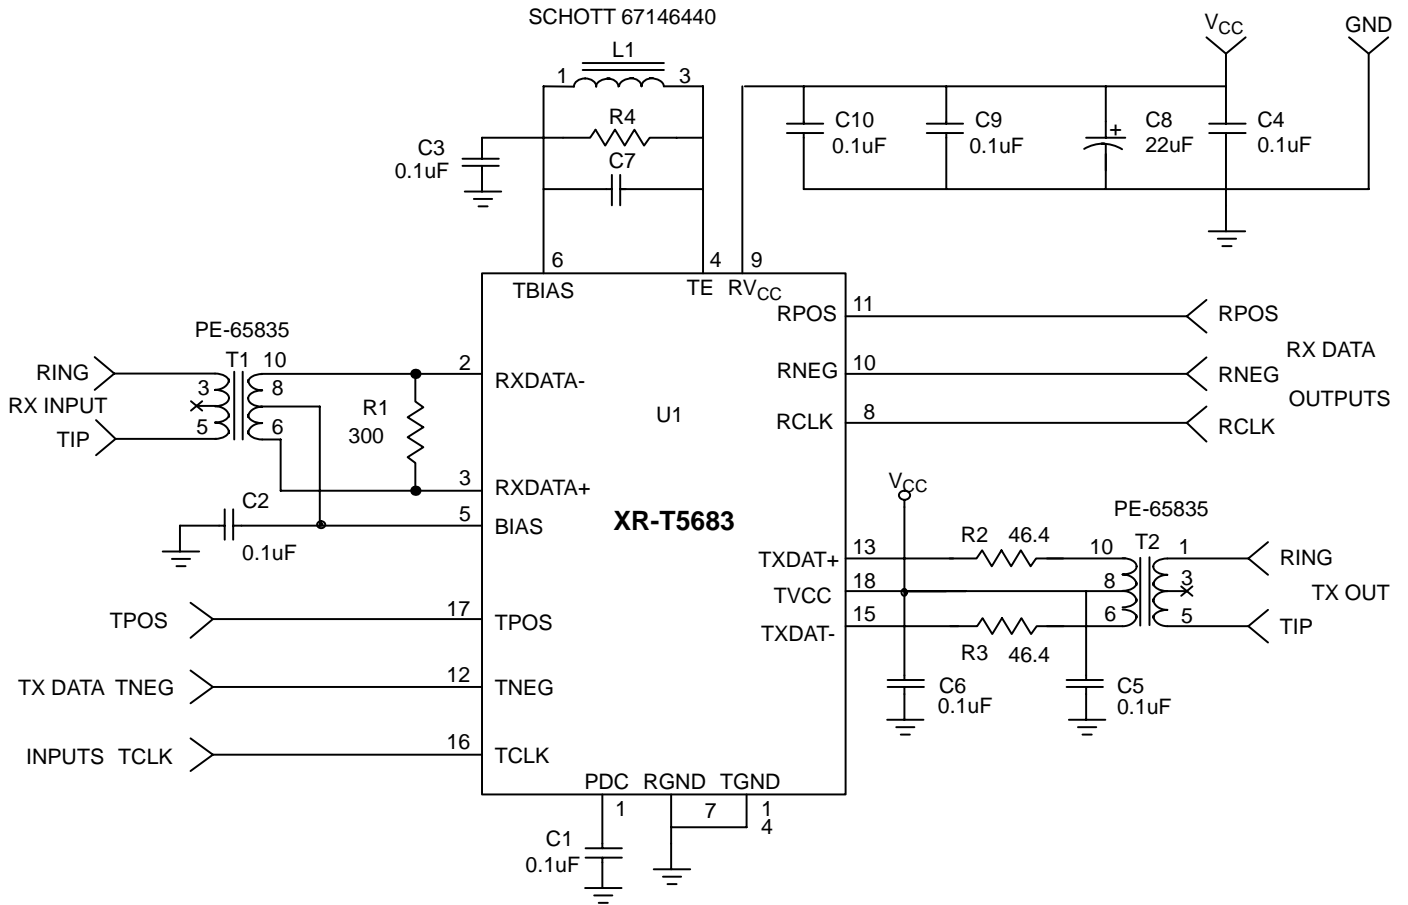 SCHOTT 67146440
L1
1
3
R4
C7
C3
0.1uF
VCC
GND
C10
0.1uF
C9
0.1uF
+
C8
22uF
C4
0.1uF
6
4
9
TBIAS
TE
RVCC
PE-65835
T1
RING
RX INPUT
TIP
3
5
10
8
6
R1
300
C2
0.1uF
2
RXDATA-
3
RXDATA+
5
BIAS
U1
XR-T5683
RPOS
11
RPOS
RNEG
10
RNEG
RCLK
8
RCLK
RX DATA
OUTPUTS
VCC
TXDAT+
13
TVCC
18
TXDAT-
15
R2
46.4
R3
46.4
PE-65835
T2
10
8
6
1
3
5
RING
TX OUT
TIP
C6
0.1uF
C5
0.1uF
TPOS
17
TPOS
TX DATA TNEG
12
TNEG
INPUTS TCLK
16
TCLK
PDC
RGND
TGND
1
7
1
4
C1
0.1uF